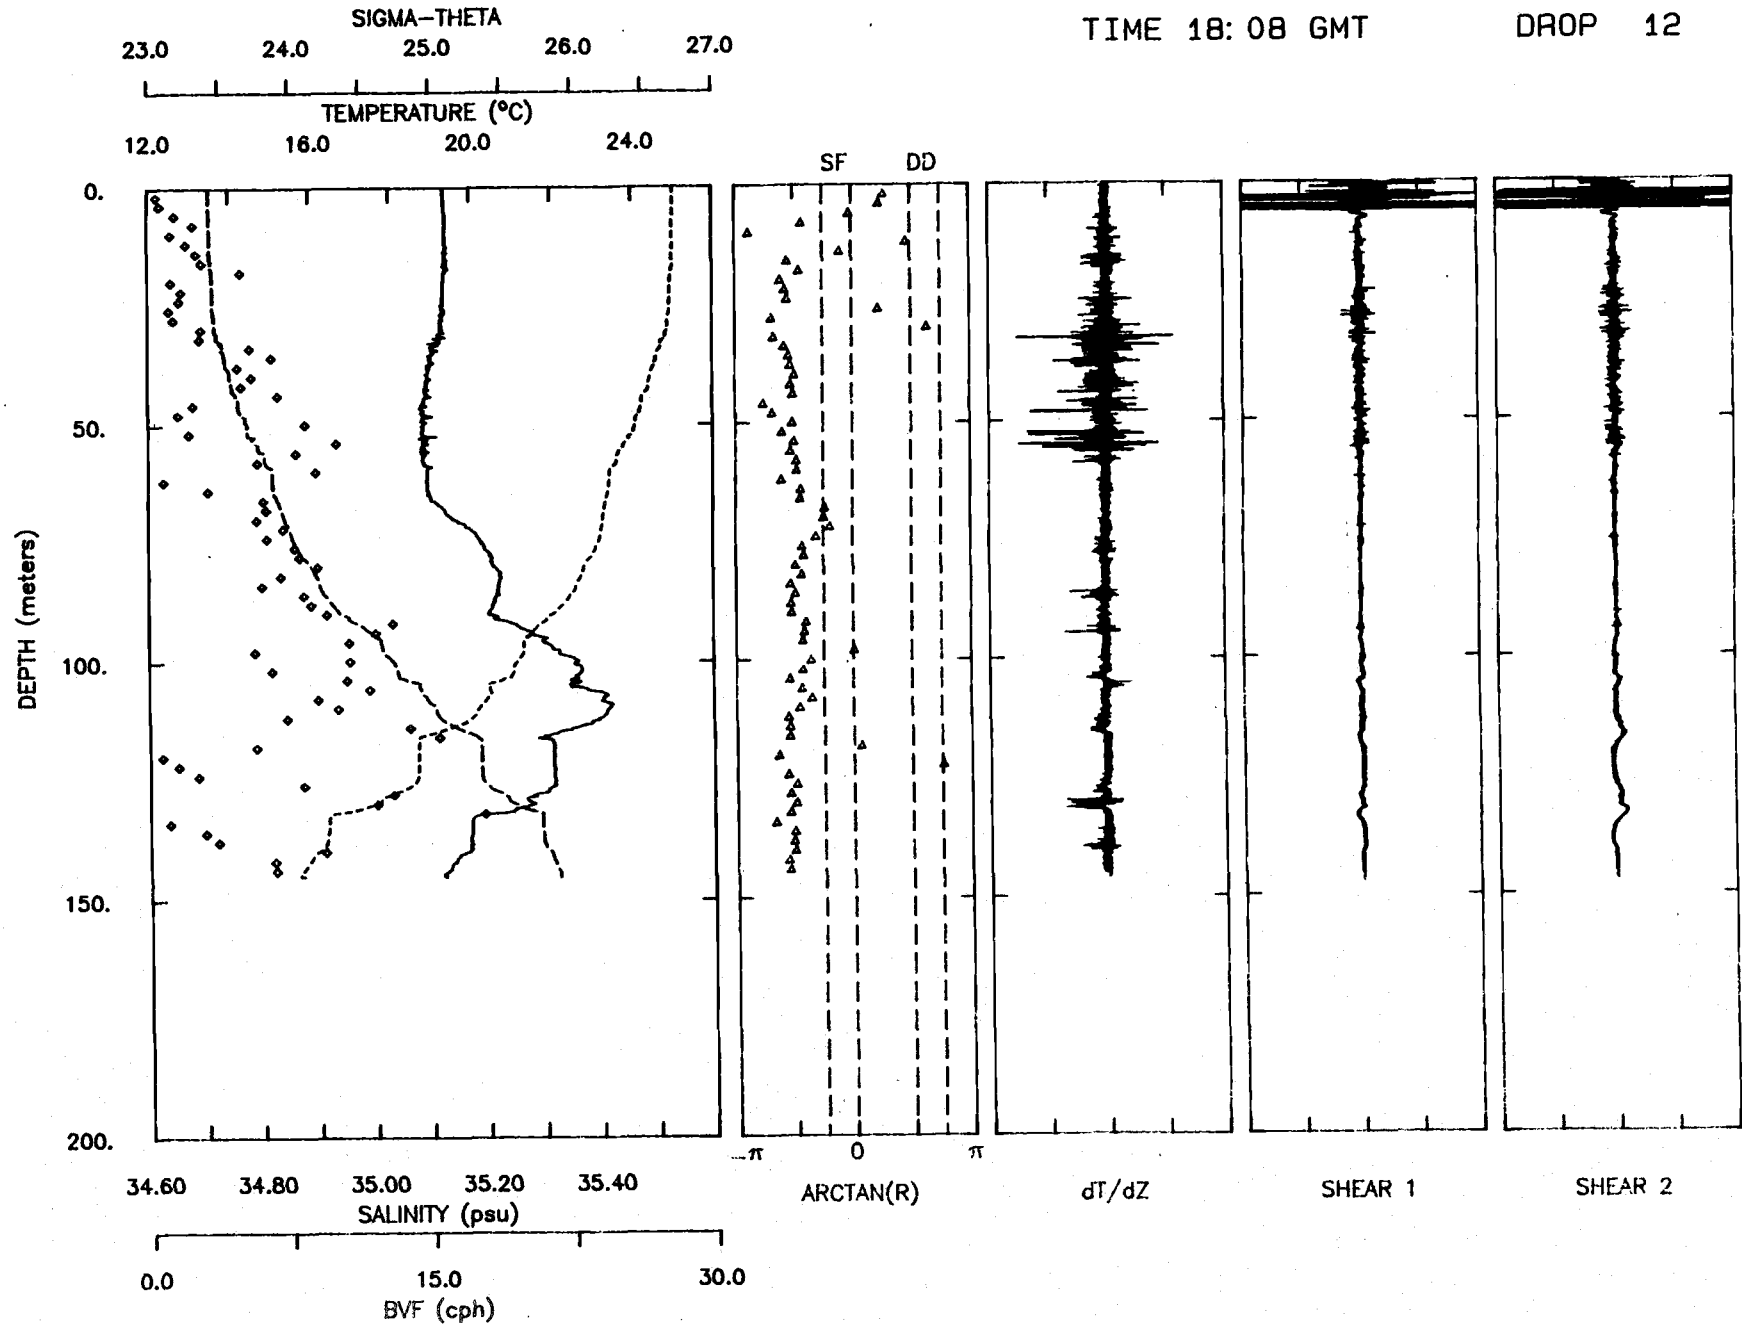 SIGMA-THETA
TIME 18:08 GMT DROP 12
23.0 24.0 25.0 26.0 27.0
TEMPERATURE (°C)
12.0 16.0 20.0 24.0
SF DD
0.
50.
100.
150.
200.
DEPTH (meters)
-π 0 π
34.60 34.80 35.00 35.20 35.40
SALINITY (psu)
ARCTAN(R) dT/dZ SHEAR 1 SHEAR 2
0.0 15.0 30.0
BVF (cph)